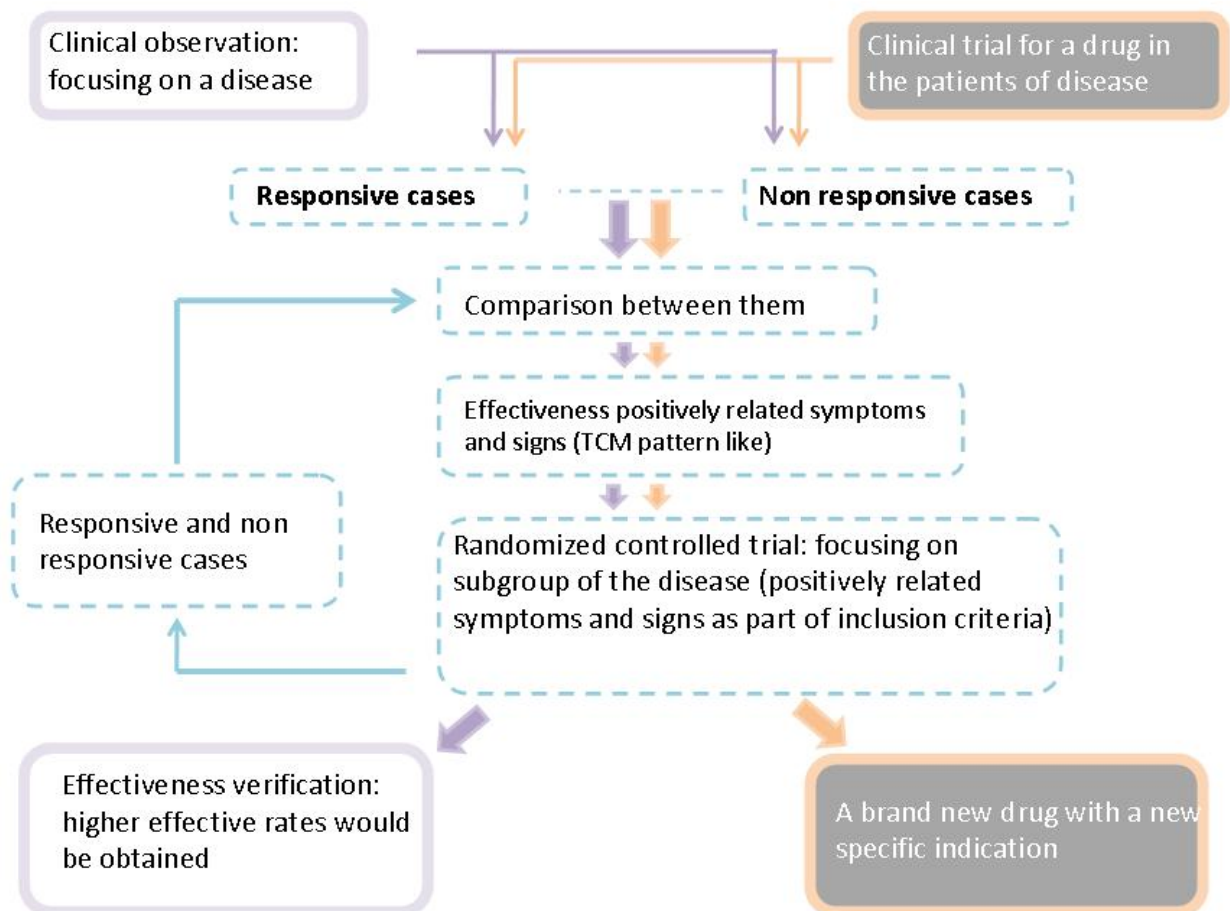 Clinical observation:
focusing on a disease
Clinical trial for a drug in
the patients of disease
Responsive cases
Non responsive cases
Comparison between them
Effectiveness positively related symptoms
and signs (TCM pattern like)
Responsive and non
responsive cases
Randomized controlled trial: focusing on
subgroup of the disease (positively related
symptoms and signs as part of inclusion criteria)
Effectiveness verification:
higher effective rates would
be obtained
A brand new drug with a new
specific indication